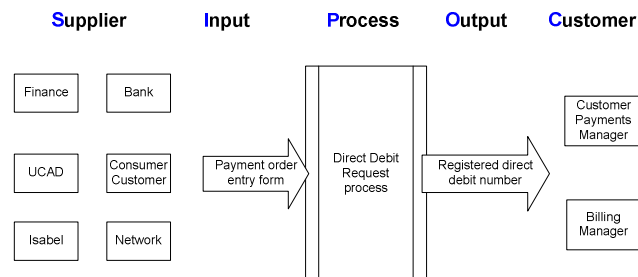 Supplier
Input
Process
Output
Customer
Finance
Bank
UCAD
Consumer
Customer
Isabel
Network
Payment order
entry form
Direct Debit
Request
process
Registered direct
debit number
Customer
Payments
Manager
Billing
Manager